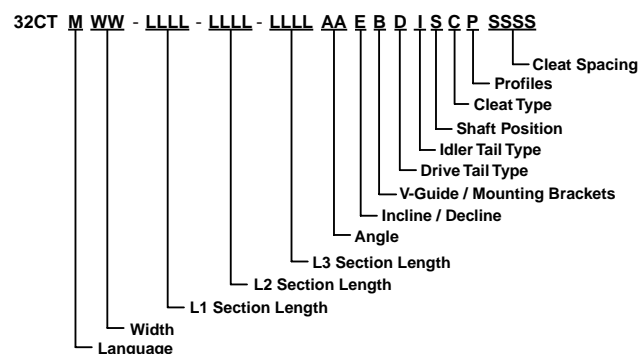 32CT M WW - LLLL - LLLL - LLLL AA E B D I S C P SSSS
Cleat Spacing
Profiles
Cleat Type
Shaft Position
Idler Tail Type
Drive Tail Type
V-Guide / Mounting Brackets
Incline / Decline
Angle
L3 Section Length
L2 Section Length
L1 Section Length
Width
Language